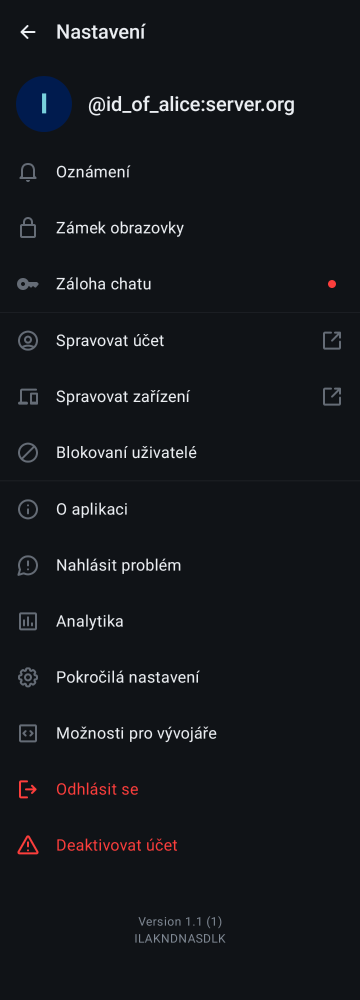 Nastavení
I
@id_of_alice:server.org
Oznámení
Zámek obrazovky
Záloha chatu
Spravovat účet
Spravovat zařízení
Blokovaní uživatelé
O aplikaci
Nahlásit problém
Analytika
Pokročilá nastavení
Možnosti pro vývojáře
Odhlásit se
Deaktivovat účet
Version 1.1 (1)
ILAKNDNASDLK